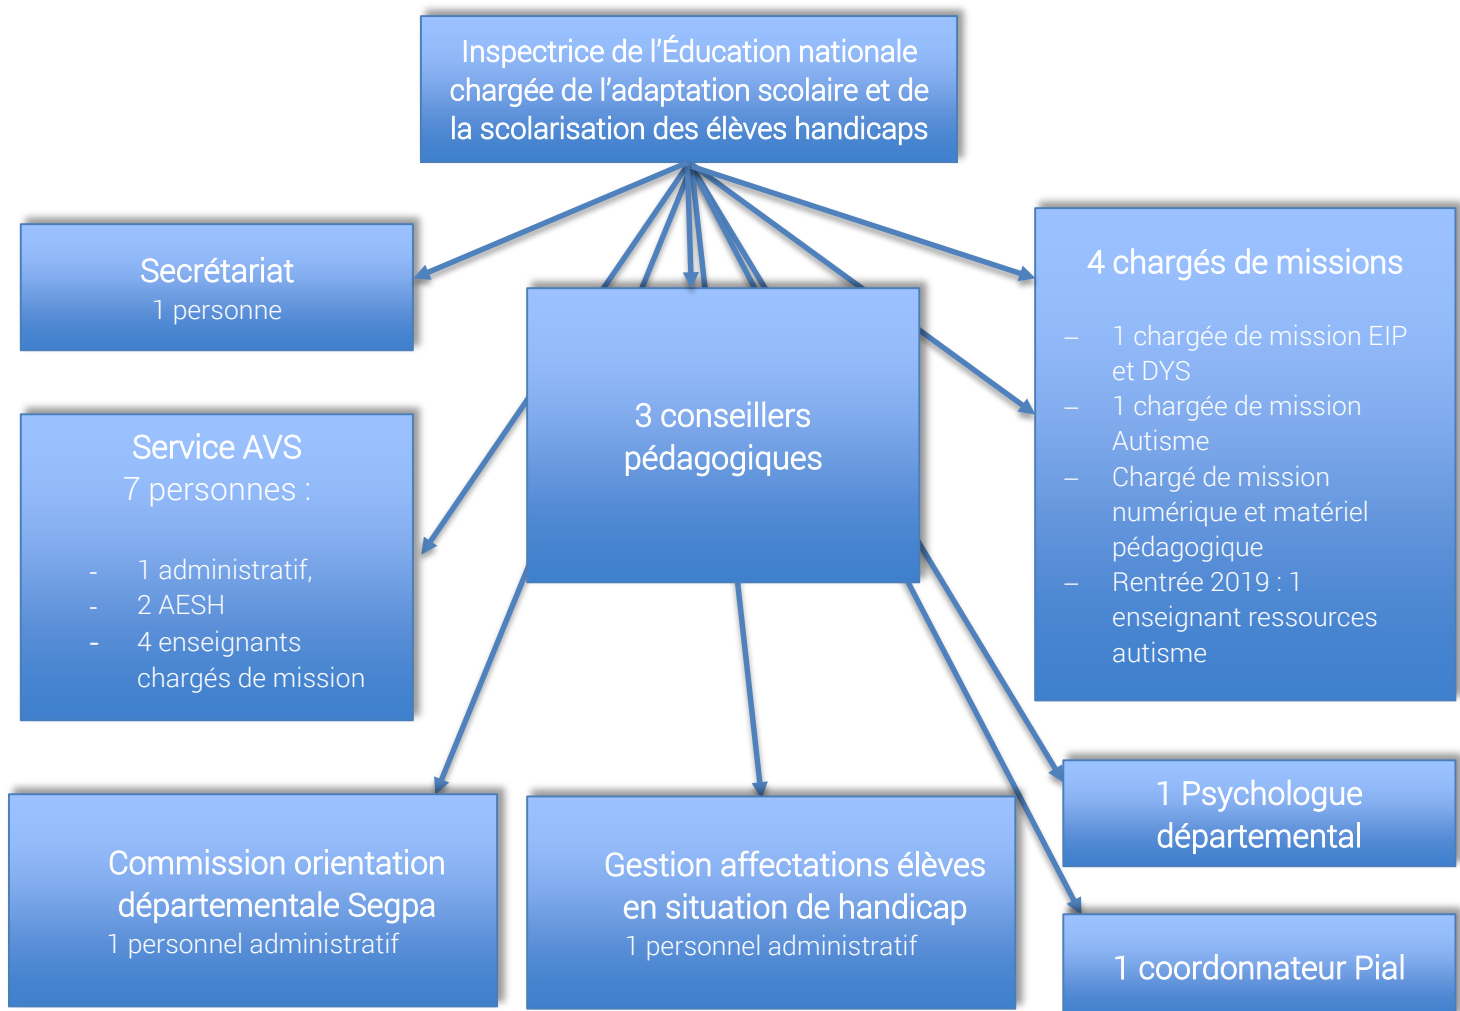 Inspectrice de l'Éducation nationale
chargée de l'adaptation scolaire et de
la scolarisation des élèves handicaps
Secrétariat
1 personne
4 chargés de missions
– 1 chargée de mission EIP
et DYS
– 1 chargée de mission
Autisme
– Chargé de mission
numérique et matériel
pédagogique
– Rentrée 2019 : 1
enseignant ressources
autisme
3 conseillers
pédagogiques
Service AVS
7 personnes :
- 1 administratif,
- 2 AESH
- 4 enseignants
chargés de mission
1 Psychologue
départemental
Commission orientation
départementale Segpa
1 personnel administratif
Gestion affectations élèves
en situation de handicap
1 personnel administratif
1 coordonnateur Pial